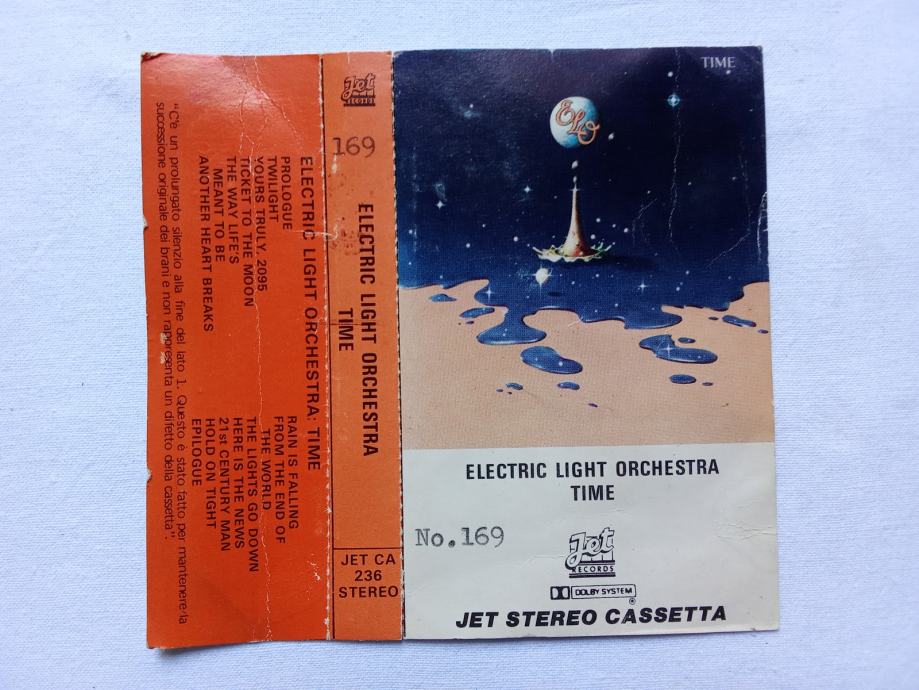 "C'è un prolungato silenzio alla fine del lato 1. Questo è stato fatto per mantenere la
successione originale dei brani e non rappresenta un difetto della cassetta".
ELECTRIC LIGHT ORCHESTRA: TIME
PROLOGUE
TWILIGHT
YOURS TRULY, 2095
TICKET TO THE MOON
THE WAY LIFE'S
MEANT TO BE
ANOTHER HEART BREAKS
RAIN IS FALLING
FROM THE END OF
THE WORLD
THE LIGHTS GO DOWN
HERE IS THE NEWS
21st CENTURY MAN
HOLD ON TIGHT
EPILOGUE
Jet
RECORDS
169
ELECTRIC LIGHT ORCHESTRA
TIME
JET CA
236
STEREO
TIME
ELO
ELECTRIC LIGHT ORCHESTRA
TIME
No.169
Jet
RECORDS
DOLBY SYSTEM
®
JET STEREO CASSETTA